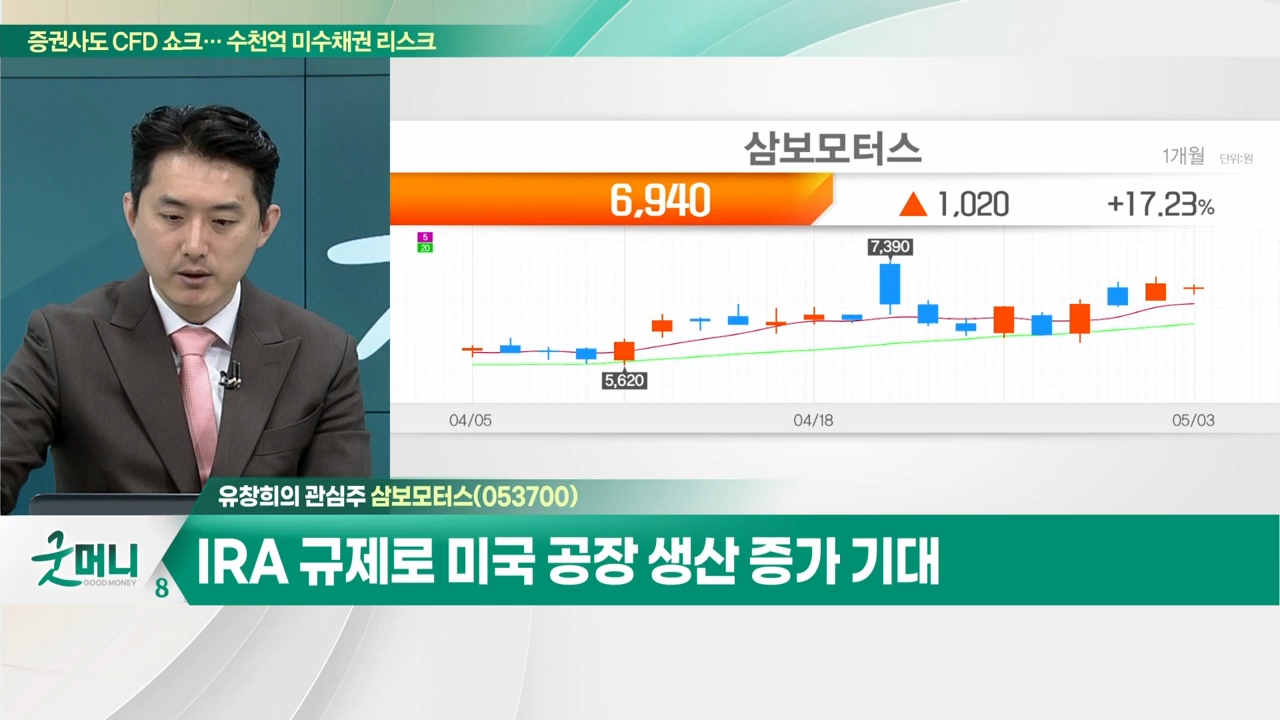 증권사도 CFD 쇼크… 수천억 미수채권 리스크
삼보모터스
1개월 단위:원
6,940 ▲ 1,020 +17.23%
5
20
7,390
5,620
04/05 04/18 05/03
유창희의 관심주 삼보모터스(053700)
IRA 규제로 미국 공장 생산 증가 기대
굿머니
GOOD MONEY
8